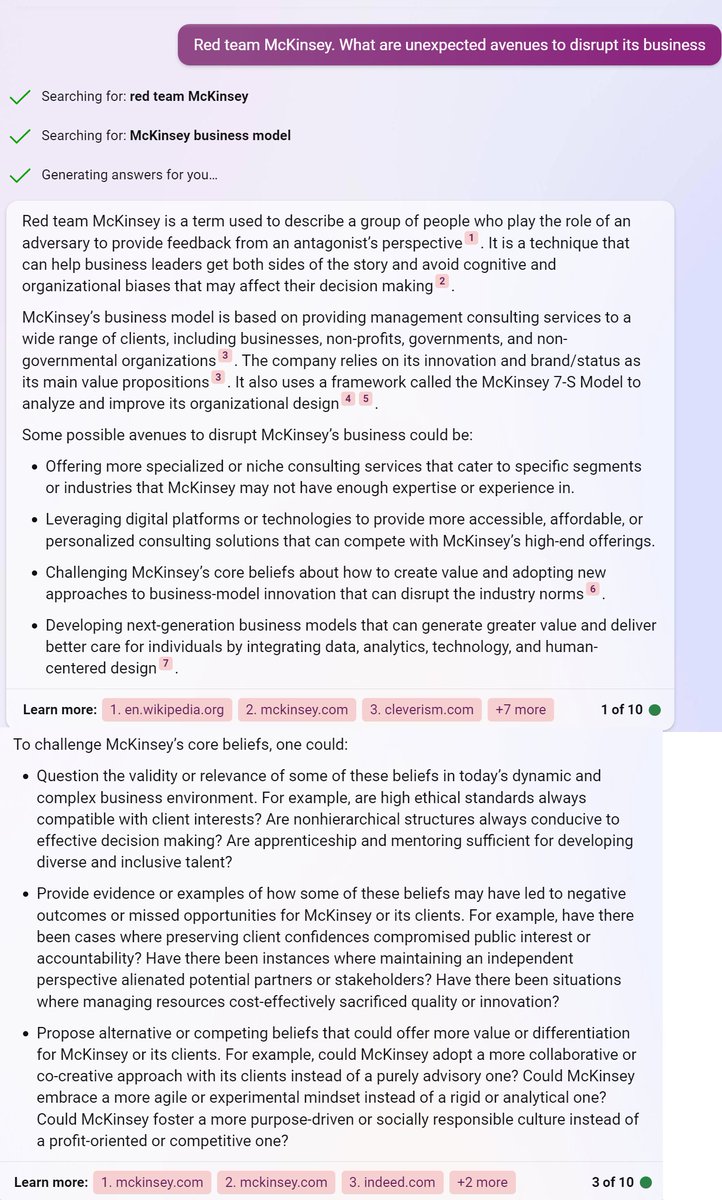 Red team McKinsey. What are unexpected avenues to disrupt its business
Searching for: red team McKinsey
Searching for: McKinsey business model
Generating answers for you…
Red team McKinsey is a term used to describe a group of people who play the role of an
adversary to provide feedback from an antagonist's perspective 1 . It is a technique that
can help business leaders get both sides of the story and avoid cognitive and
organizational biases that may affect their decision making 2 .
McKinsey's business model is based on providing management consulting services to a
wide range of clients, including businesses, non-profits, governments, and non-
governmental organizations 3 . The company relies on its innovation and brand/status as
its main value propositions 3 . It also uses a framework called the McKinsey 7-S Model to
analyze and improve its organizational design 4 5 .
Some possible avenues to disrupt McKinsey's business could be:
• Offering more specialized or niche consulting services that cater to specific segments
or industries that McKinsey may not have enough expertise or experience in.
• Leveraging digital platforms or technologies to provide more accessible, affordable, or
personalized consulting solutions that can compete with McKinsey's high-end offerings.
• Challenging McKinsey's core beliefs about how to create value and adopting new
approaches to business-model innovation that can disrupt the industry norms 6 .
• Developing next-generation business models that can generate greater value and deliver
better care for individuals by integrating data, analytics, technology, and human-
centered design 7 .
Learn more: 1. en.wikipedia.org 2. mckinsey.com 3. cleverism.com +7 more 1 of 10
To challenge McKinsey's core beliefs, one could:
• Question the validity or relevance of some of these beliefs in today's dynamic and
complex business environment. For example, are high ethical standards always
compatible with client interests? Are nonhierarchical structures always conducive to
effective decision making? Are apprenticeship and mentoring sufficient for developing
diverse and inclusive talent?
• Provide evidence or examples of how some of these beliefs may have led to negative
outcomes or missed opportunities for McKinsey or its clients. For example, have there
been cases where preserving client confidences compromised public interest or
accountability? Have there been instances where maintaining an independent
perspective alienated potential partners or stakeholders? Have there been situations
where managing resources cost-effectively sacrificed quality or innovation?
• Propose alternative or competing beliefs that could offer more value or differentiation
for McKinsey or its clients. For example, could McKinsey adopt a more collaborative or
co-creative approach with its clients instead of a purely advisory one? Could McKinsey
embrace a more agile or experimental mindset instead of a rigid or analytical one?
Could McKinsey foster a more purpose-driven or socially responsible culture instead of
a profit-oriented or competitive one?
Learn more: 1. mckinsey.com 2. mckinsey.com 3. indeed.com +2 more 3 of 10